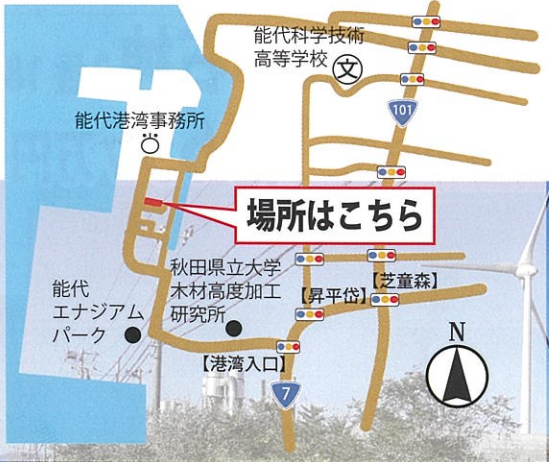 能代科学技術
高等学校
文
101
能代港湾事務所
場所はこちら
秋田県立大学
木材高度加工
研究所
【芝童森】
【昇平岱】
能代
エナジアム
パーク
【港湾入口】
7
N